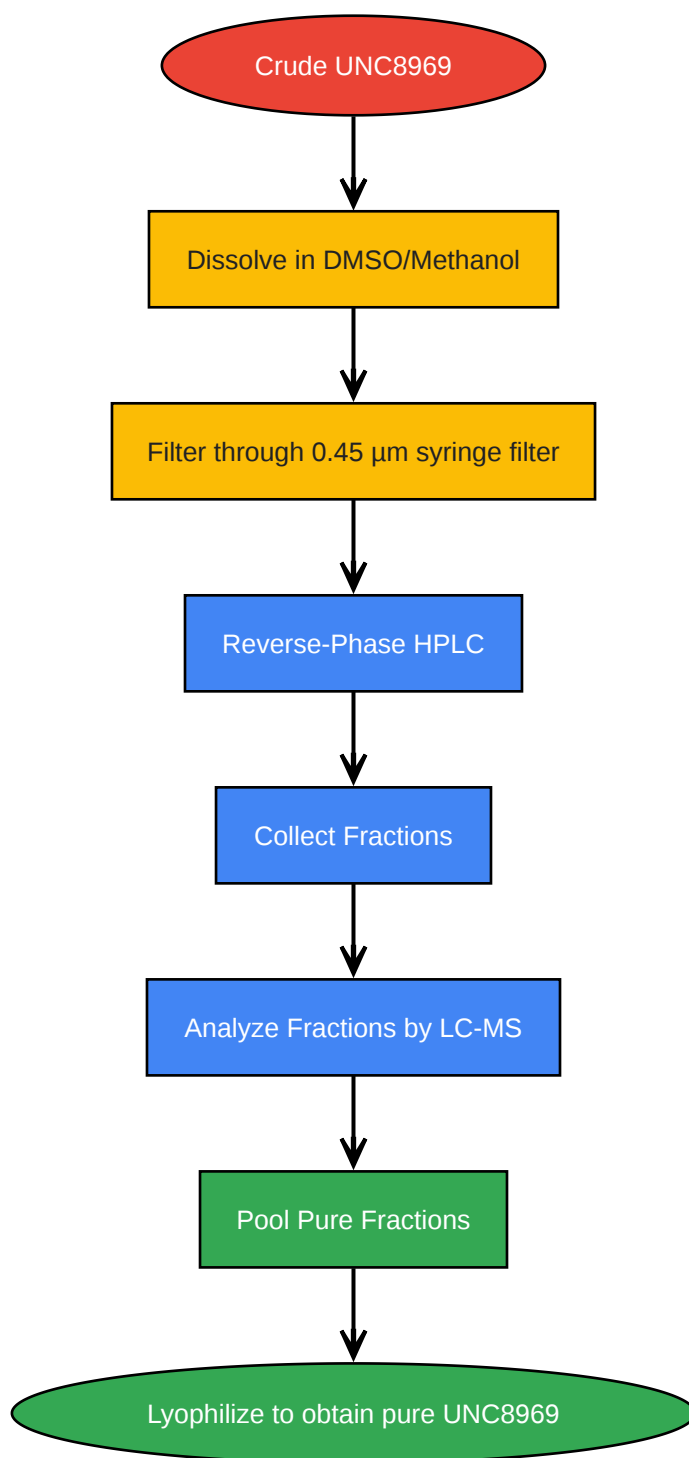 Crude UNC8969
Dissolve in DMSO/Methanol
Filter through 0.45 µm syringe filter
Reverse-Phase HPLC
Collect Fractions
Analyze Fractions by LC-MS
Pool Pure Fractions
Lyophilize to obtain pure UNC8969